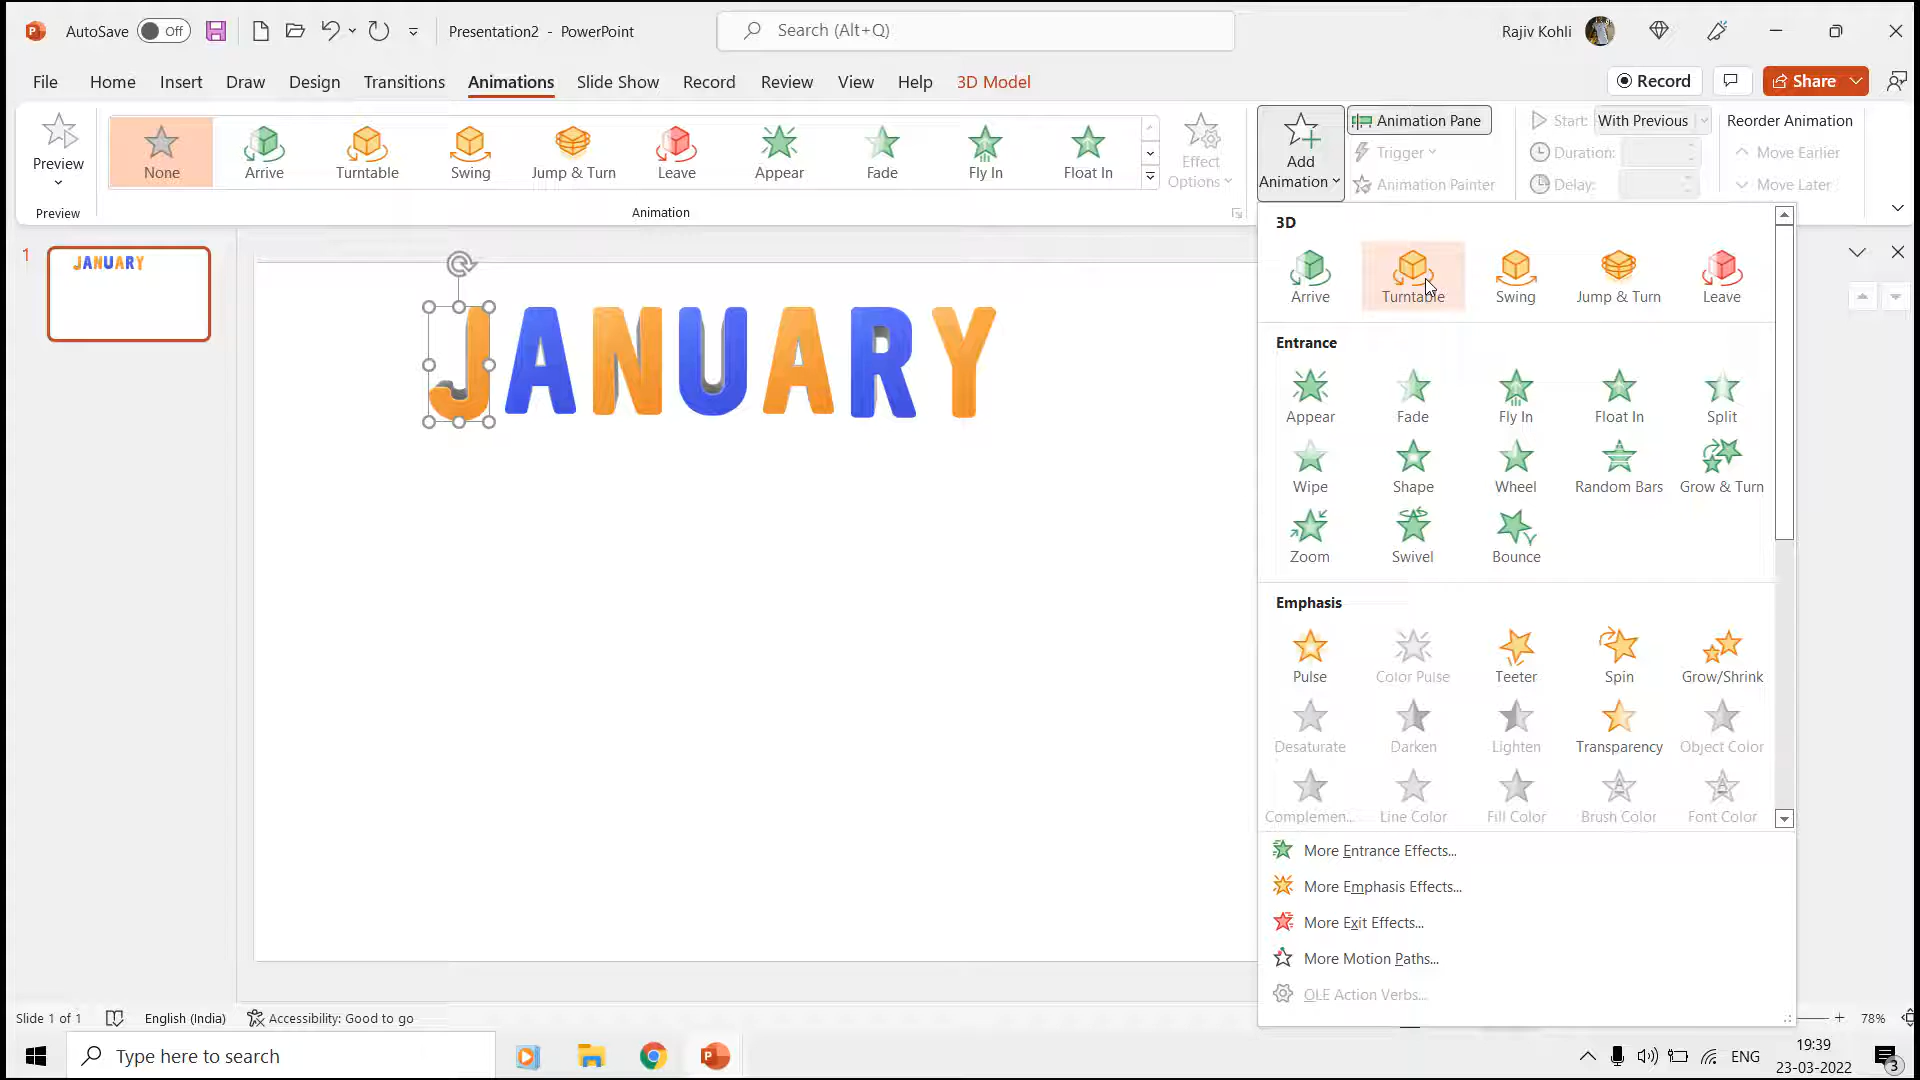 AutoSave Off Presentation2 - PowerPoint Search (Alt+Q) Rajiv Kohli
File Home Insert Draw Design Transitions Animations Slide Show Record Review View Help 3D Model Record Share
Preview
None Arrive Turntable Swing Jump & Turn Leave Appear Fade Fly In Float In
Effect Options
Add Animation
Animation Pane
Trigger
Animation Painter
Start: With Previous
Duration:
Delay:
Reorder Animation
Move Earlier
Move Later
Preview Animation
1
JANUARY
JANUARY
3D
Arrive Turntable Swing Jump & Turn Leave
Entrance
Appear Fade Fly In Float In Split
Wipe Shape Wheel Random Bars Grow & Turn
Zoom Swivel Bounce
Emphasis
Pulse Color Pulse Teeter Spin Grow/Shrink
Desaturate Darken Lighten Transparency Object Color
Complemen... Line Color Fill Color Brush Color Font Color
More Entrance Effects...
More Emphasis Effects...
More Exit Effects...
More Motion Paths...
OLE Action Verbs...
Slide 1 of 1 English (India) Accessibility: Good to go 78%
Type here to search ENG 19:39
23-03-2022 3